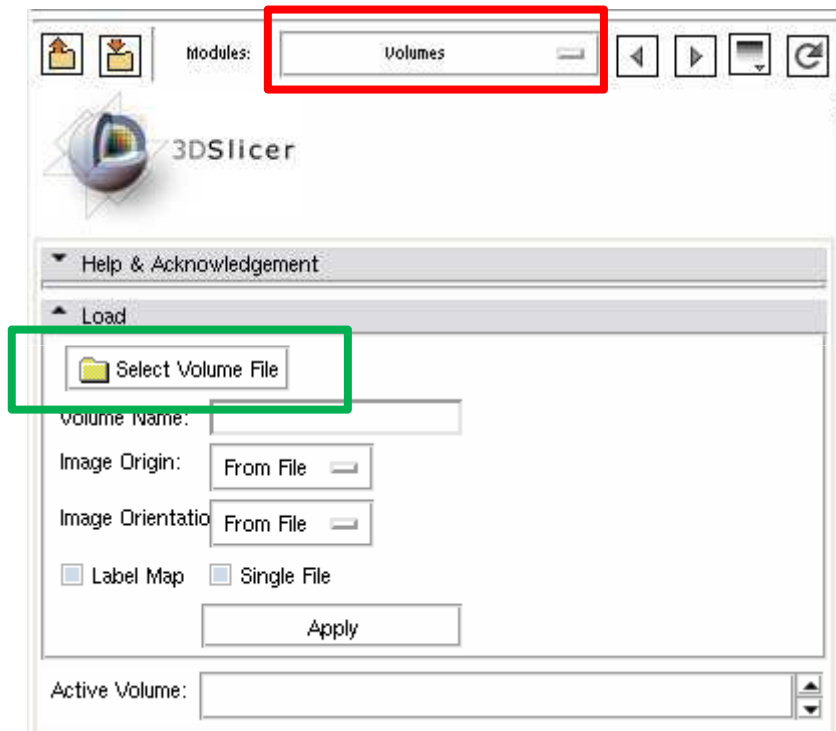 Modules: Volumes
3DSlicer
Help & Acknowledgement
Load
Select Volume File
Volume Name:
Image Origin: From File
Image Orientatio From File
Label Map Single File
Apply
Active Volume: